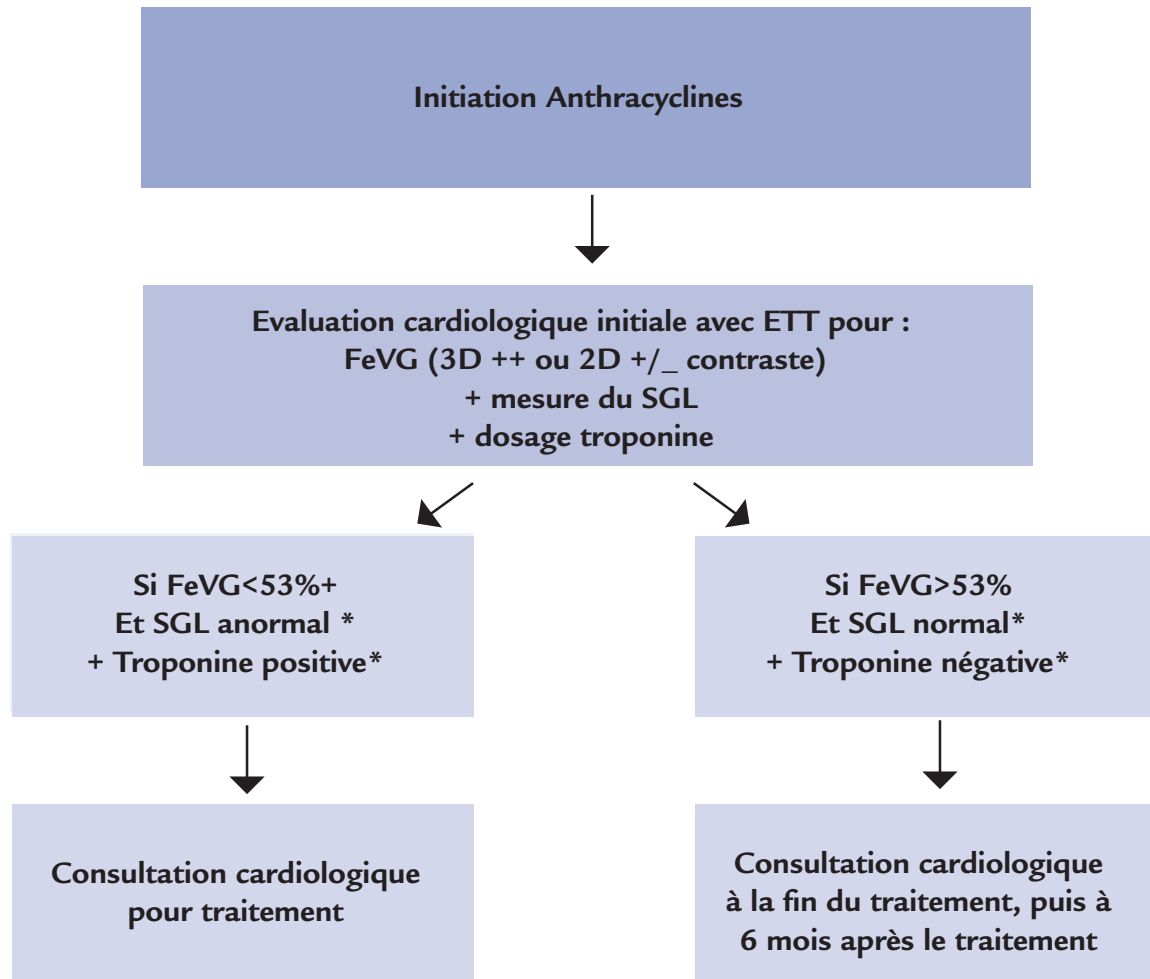 Initiation Anthracyclines
Evaluation cardiologique initiale avec ETT pour :
FeVG (3D ++ ou 2D +/_ contraste)
+ mesure du SGL
+ dosage troponine
Si FeVG<53%+
Et SGL anormal *
+ Troponine positive*
Si FeVG>53%
Et SGL normal*
+ Troponine négative*
Consultation cardiologique
pour traitement
Consultation cardiologique
à la fin du traitement, puis à
6 mois après le traitement